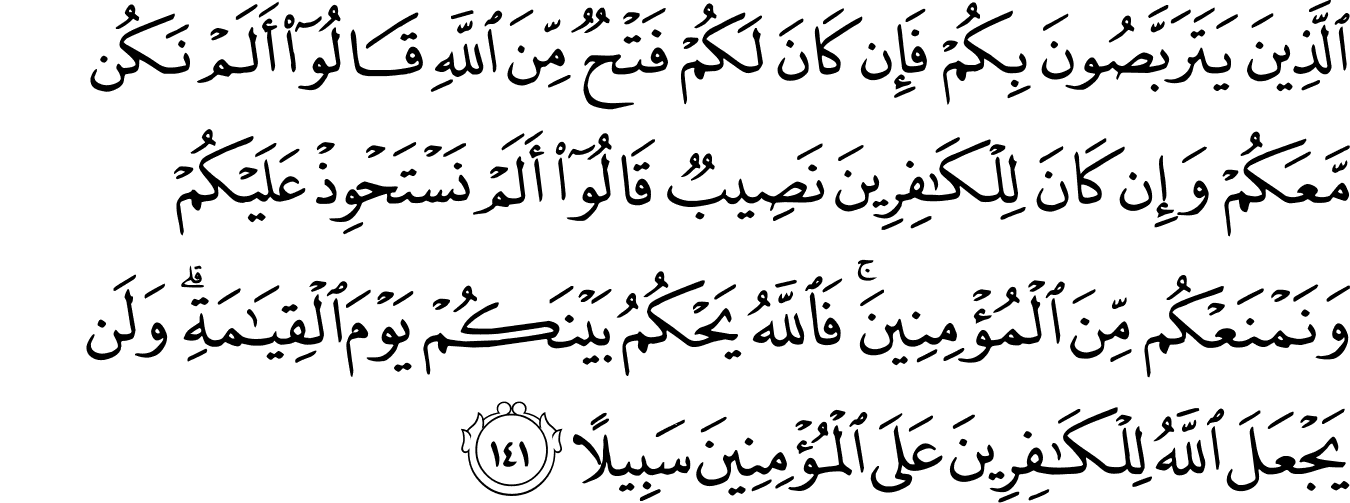 ٱلَّذِينَ يَتَرَبَّصُونَ بِكُمْ فَإِن كَانَ لَكُمْ فَتْحٌ مِّنَ ٱللَّهِ قَالُوٓا۟ أَلَمْ نَكُن
مَّعَكُمْ وَإِن كَانَ لِلْكَـٰفِرِينَ نَصِيبٌ قَالُوٓا۟ أَلَمْ نَسْتَحْوِذْ عَلَيْكُمْ
وَنَمْنَعْكُم مِّنَ ٱلْمُؤْمِنِينَ ۚ فَٱللَّهُ يَحْكُمُ بَيْنَكُمْ يَوْمَ ٱلْقِيَـٰمَةِ ۗ وَلَن
يَجْعَلَ ٱللَّهُ لِلْكَـٰفِرِينَ عَلَى ٱلْمُؤْمِنِينَ سَبِيلًا ١٤١